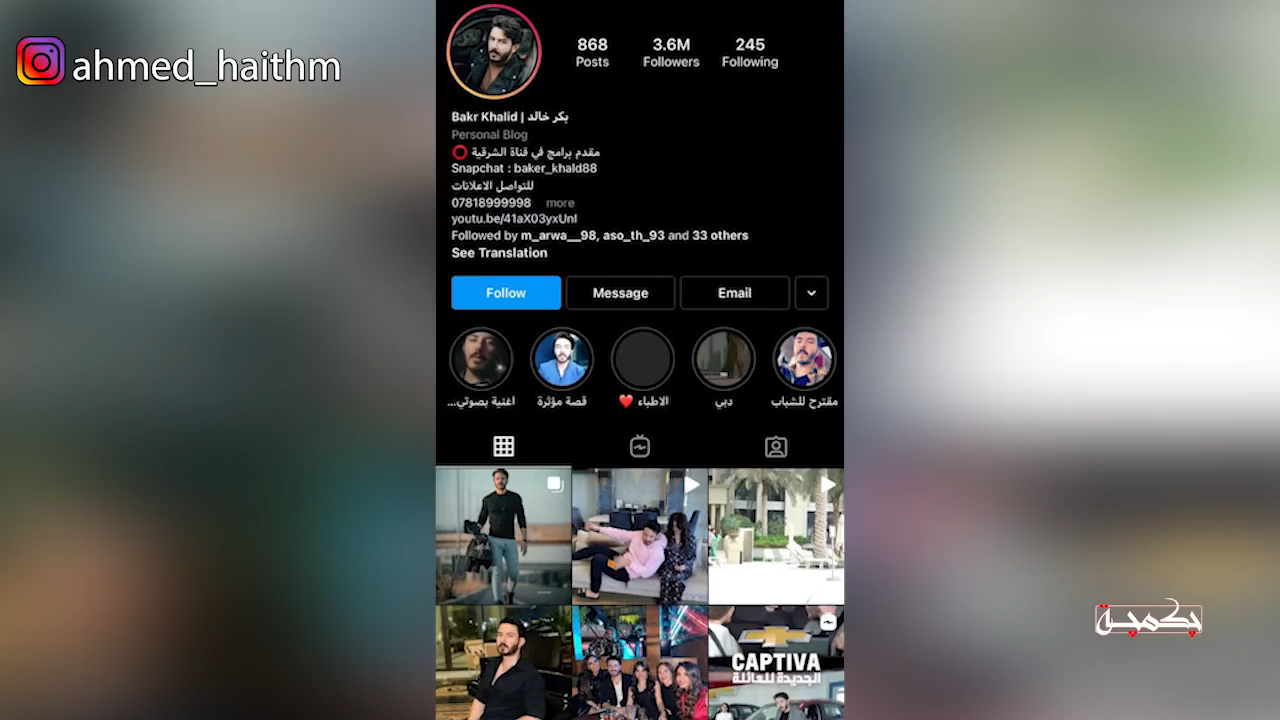 ahmed_haithm
868
3.6M
245
Posts
Followers
Following
Bakr Khalid | بكر خالد
Personal Blog
مقدم برامج في قناة الشرقية
Snapchat : baker_khald88
للتواصل الاعلانات
07818999998 more
youtu.be/41aX03yxUnI
Followed by m_arwa__98, aso_th_93 and 33 others
See Translation
Follow
Message
Email
اغنية بصوتي...
قصة مؤثرة
الاطباء ❤️
دبي
مقترح للشباب
CAPTIVA
الجديدة للعائلة